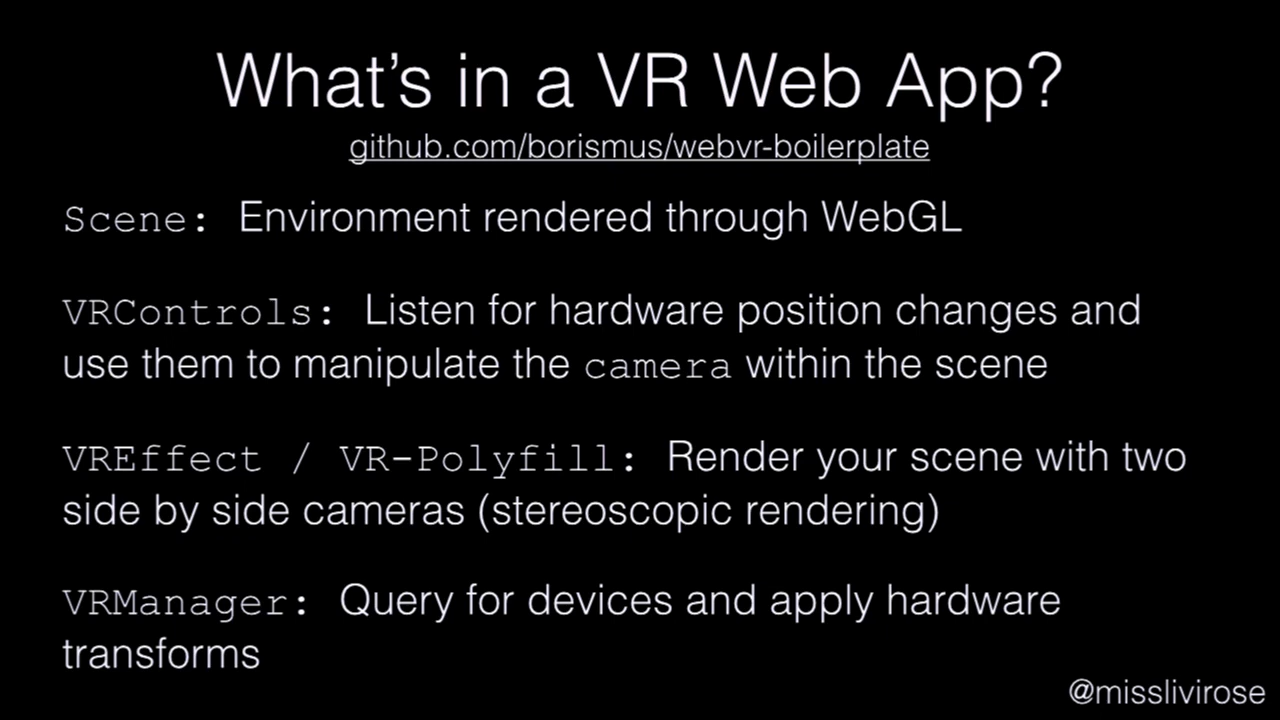 What’s in a VR Web App?
github.com/borismus/webvr-boilerplate
Scene: Environment rendered through WebGL
VRControls: Listen for hardware position changes and
use them to manipulate the camera within the scene
VREffect / VR-Polyfill: Render your scene with two
side by side cameras (stereoscopic rendering)
VRManager: Query for devices and apply hardware
transforms
@misslivirose